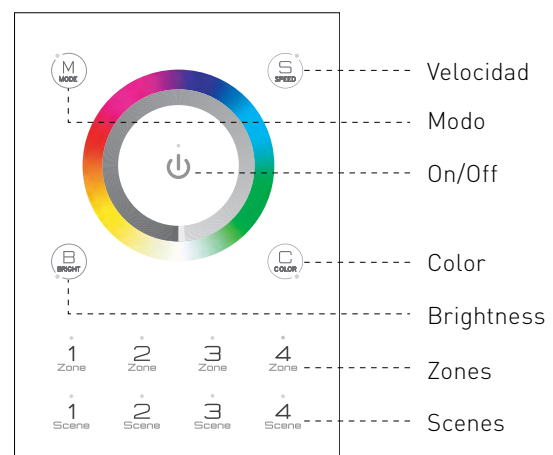 M
MODE
S
SPEED
Velocidad
Modo
On/Off
B
BRIGHT
C
COLOR
Color
Brightness
1 2 3 4
Zone Zone Zone Zone
Zones
1 2 3 4
Scene Scene Scene Scene
Scenes